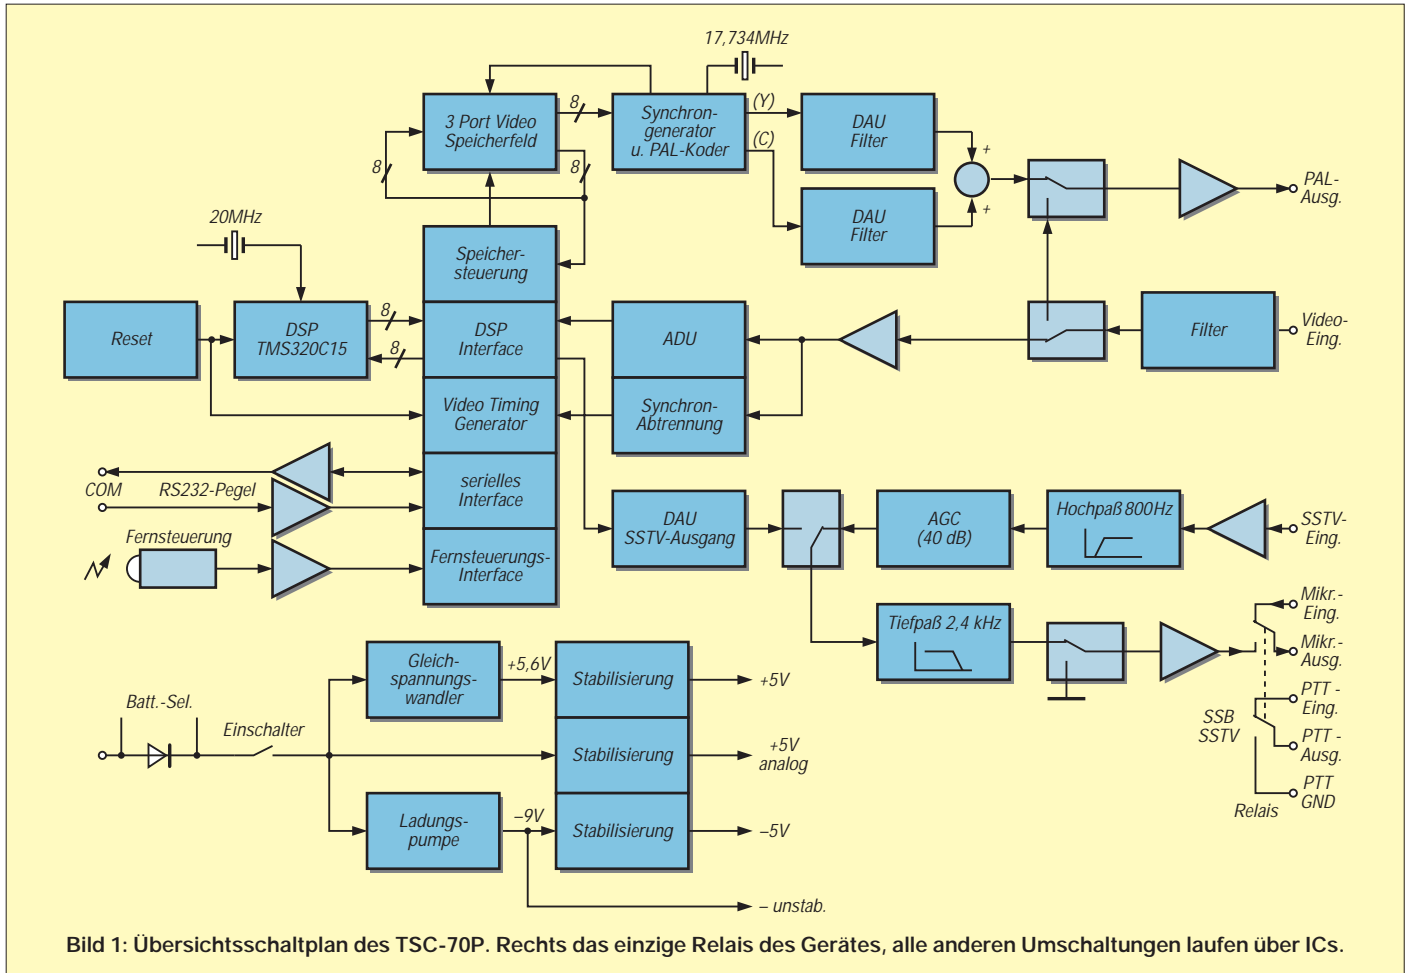 17,734MHz
3 Port Video
Speicherfeld
8
8
8
Synchron-
generator
u. PAL-Koder
(Y)
(C)
DAU
Filter
DAU
Filter
+
+
PAL-
Ausg.
20MHz
Speicher-
steuerung
Reset
DSP
TMS320C15
8
8
DSP
Interface
ADU
Filter
Video-
Eing.
Video Timing
Generator
Synchron-
Abtrennung
COM
RS232-Pegel
serielles
Interface
DAU
SSTV-Ausgang
AGC
(40 dB)
Hochpaß 800Hz
SSTV-
Eing.
Fernsteuerung
Fernsteuerungs-
Interface
Tiefpaß 2,4 kHz
Mikr.-
Eing.
Mikr.-
Ausg.
PTT -
Eing.
SSB
SSTV
PTT -
Ausg.
PTT
GND
Relais
Batt.-Sel.
Einschalter
Gleich-
spannungs-
wandler
+5,6V
Stabilisierung
+5V
Stabilisierung
+5V
analog
Ladungs-
pumpe
–9V
Stabilisierung
–5V
– unstab.
Bild 1: Übersichtsschaltplan des TSC-70P. Rechts das einzige Relais des Gerätes, alle anderen Umschaltungen laufen über ICs.